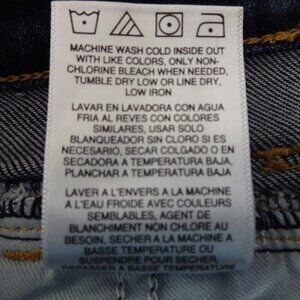 MACHINE WASH COLD INSIDE OUT
WITH LIKE COLORS, ONLY NON-
CHLORINE BLEACH WHEN NEEDED,
TUMBLE DRY LOW OR LINE DRY,
LOW IRON
LAVAR EN LAVADORA CON AGUA
FRIA AL REVES CON COLORES
SIMILARES, USAR SOLO
BLANQUEADOR SIN CLORO SI ES
NECESARIO, SECAR COLGADO O EN
SECADORA A TEMPERATURA BAJA,
PLANCHAR A TEMPERATURA BAJA
LAVER A L'ENVERS A LA MACHINE
A L'EAU FROIDE AVEC COULEURS
SEMBLABLES, AGENT DE
BLANCHIMENT NON CHLORE AU
BESOIN, SECHER A LA MACHINE A
BASSE TEMPERATURE OU
SUSPENDRE POUR SECHER,
REPASSER A BASSE TEMPERATURE